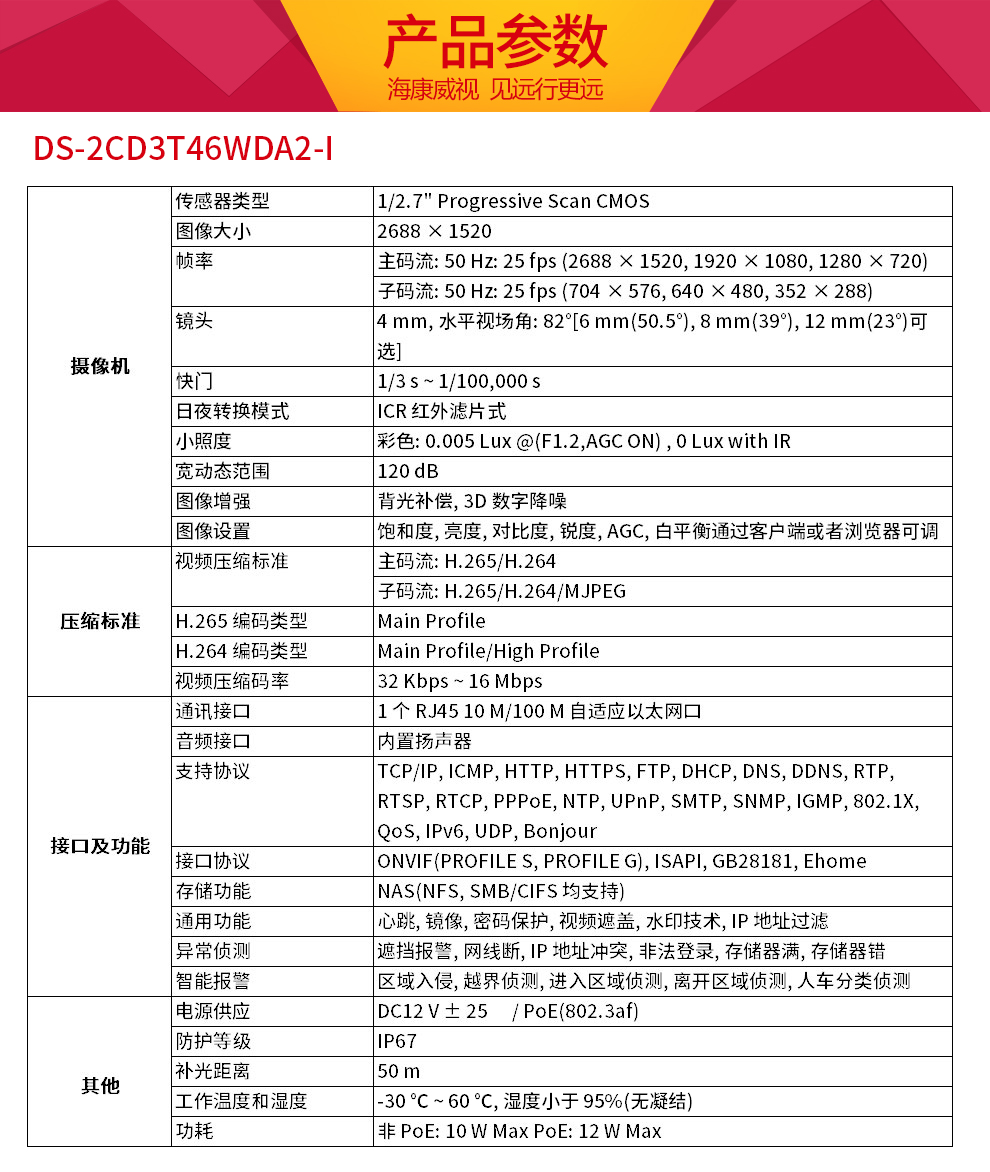 产品参数
海康威视 见远行更远
DS-2CD3T46WDA2-I
摄像机
传感器类型 1/2.7" Progressive Scan CMOS
图像大小 2688 × 1520
帧率 主码流: 50 Hz: 25 fps (2688 × 1520, 1920 × 1080, 1280 × 720)
子码流: 50 Hz: 25 fps (704 × 576, 640 × 480, 352 × 288)
镜头 4 mm, 水平视场角: 82°[6 mm(50.5°), 8 mm(39°), 12 mm(23°)可
选]
快门 1/3 s ~ 1/100,000 s
日夜转换模式 ICR 红外滤片式
小照度 彩色: 0.005 Lux @(F1.2,AGC ON) , 0 Lux with IR
宽动态范围 120 dB
图像增强 背光补偿, 3D 数字降噪
图像设置 饱和度, 亮度, 对比度, 锐度, AGC, 白平衡通过客户端或者浏览器可调
压缩标准
视频压缩标准 主码流: H.265/H.264
子码流: H.265/H.264/MJPEG
H.265 编码类型 Main Profile
H.264 编码类型 Main Profile/High Profile
视频压缩码率 32 Kbps ~ 16 Mbps
接口及功能
通讯接口 1 个 RJ45 10 M/100 M 自适应以太网口
音频接口 内置扬声器
支持协议 TCP/IP, ICMP, HTTP, HTTPS, FTP, DHCP, DNS, DDNS, RTP,
RTSP, RTCP, PPPoE, NTP, UPnP, SMTP, SNMP, IGMP, 802.1X,
QoS, IPv6, UDP, Bonjour
接口协议 ONVIF(PROFILE S, PROFILE G), ISAPI, GB28181, Ehome
存储功能 NAS(NFS, SMB/CIFS 均支持)
通用功能 心跳, 镜像, 密码保护, 视频遮盖, 水印技术, IP 地址过滤
异常侦测 遮挡报警, 网线断, IP 地址冲突, 非法登录, 存储器满, 存储器错
智能报警 区域入侵, 越界侦测, 进入区域侦测, 离开区域侦测, 人车分类侦测
其他
电源供应 DC12 V ± 25 / PoE(802.3af)
防护等级 IP67
补光距离 50 m
工作温度和湿度 -30 ℃ ~ 60 ℃, 湿度小于 95%(无凝结)
功耗 非 PoE: 10 W Max PoE: 12 W Max